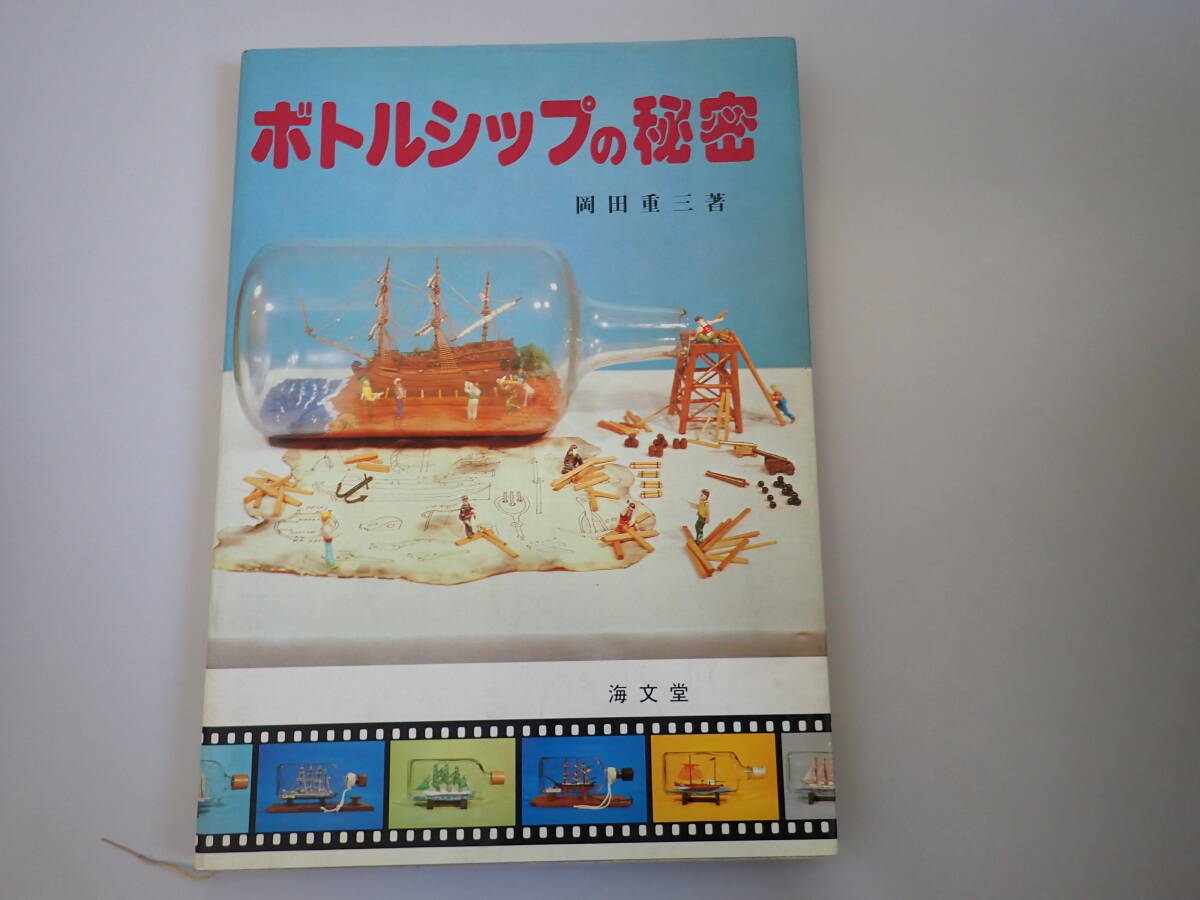 ボトルシップの秘密
岡田重三著
海文堂